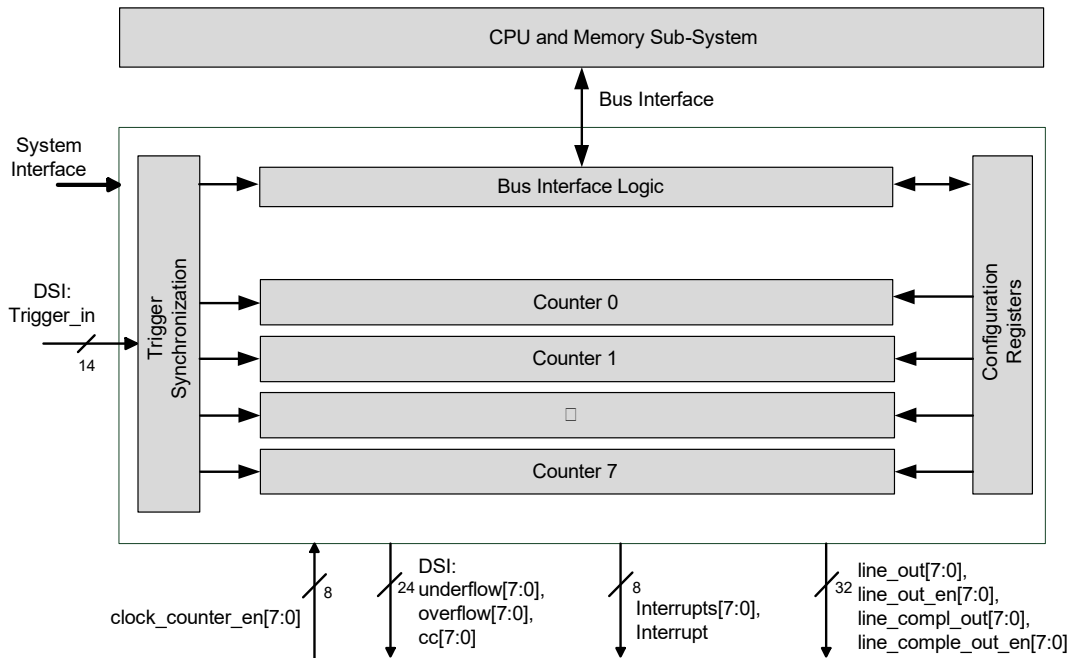 CPU and Memory Sub-System
Bus Interface
System
Interface
Bus Interface Logic
Trigger
Synchronization
Configuration
Registers
DSI:
Trigger_in
14
Counter 0
Counter 1
Counter 7
clock_counter_en[7:0]
8
24
DSI:
underflow[7:0],
overflow[7:0],
cc[7:0]
8
Interrupts[7:0],
Interrupt
32
line_out[7:0],
line_out_en[7:0],
line_compl_out[7:0],
line_comple_out_en[7:0]